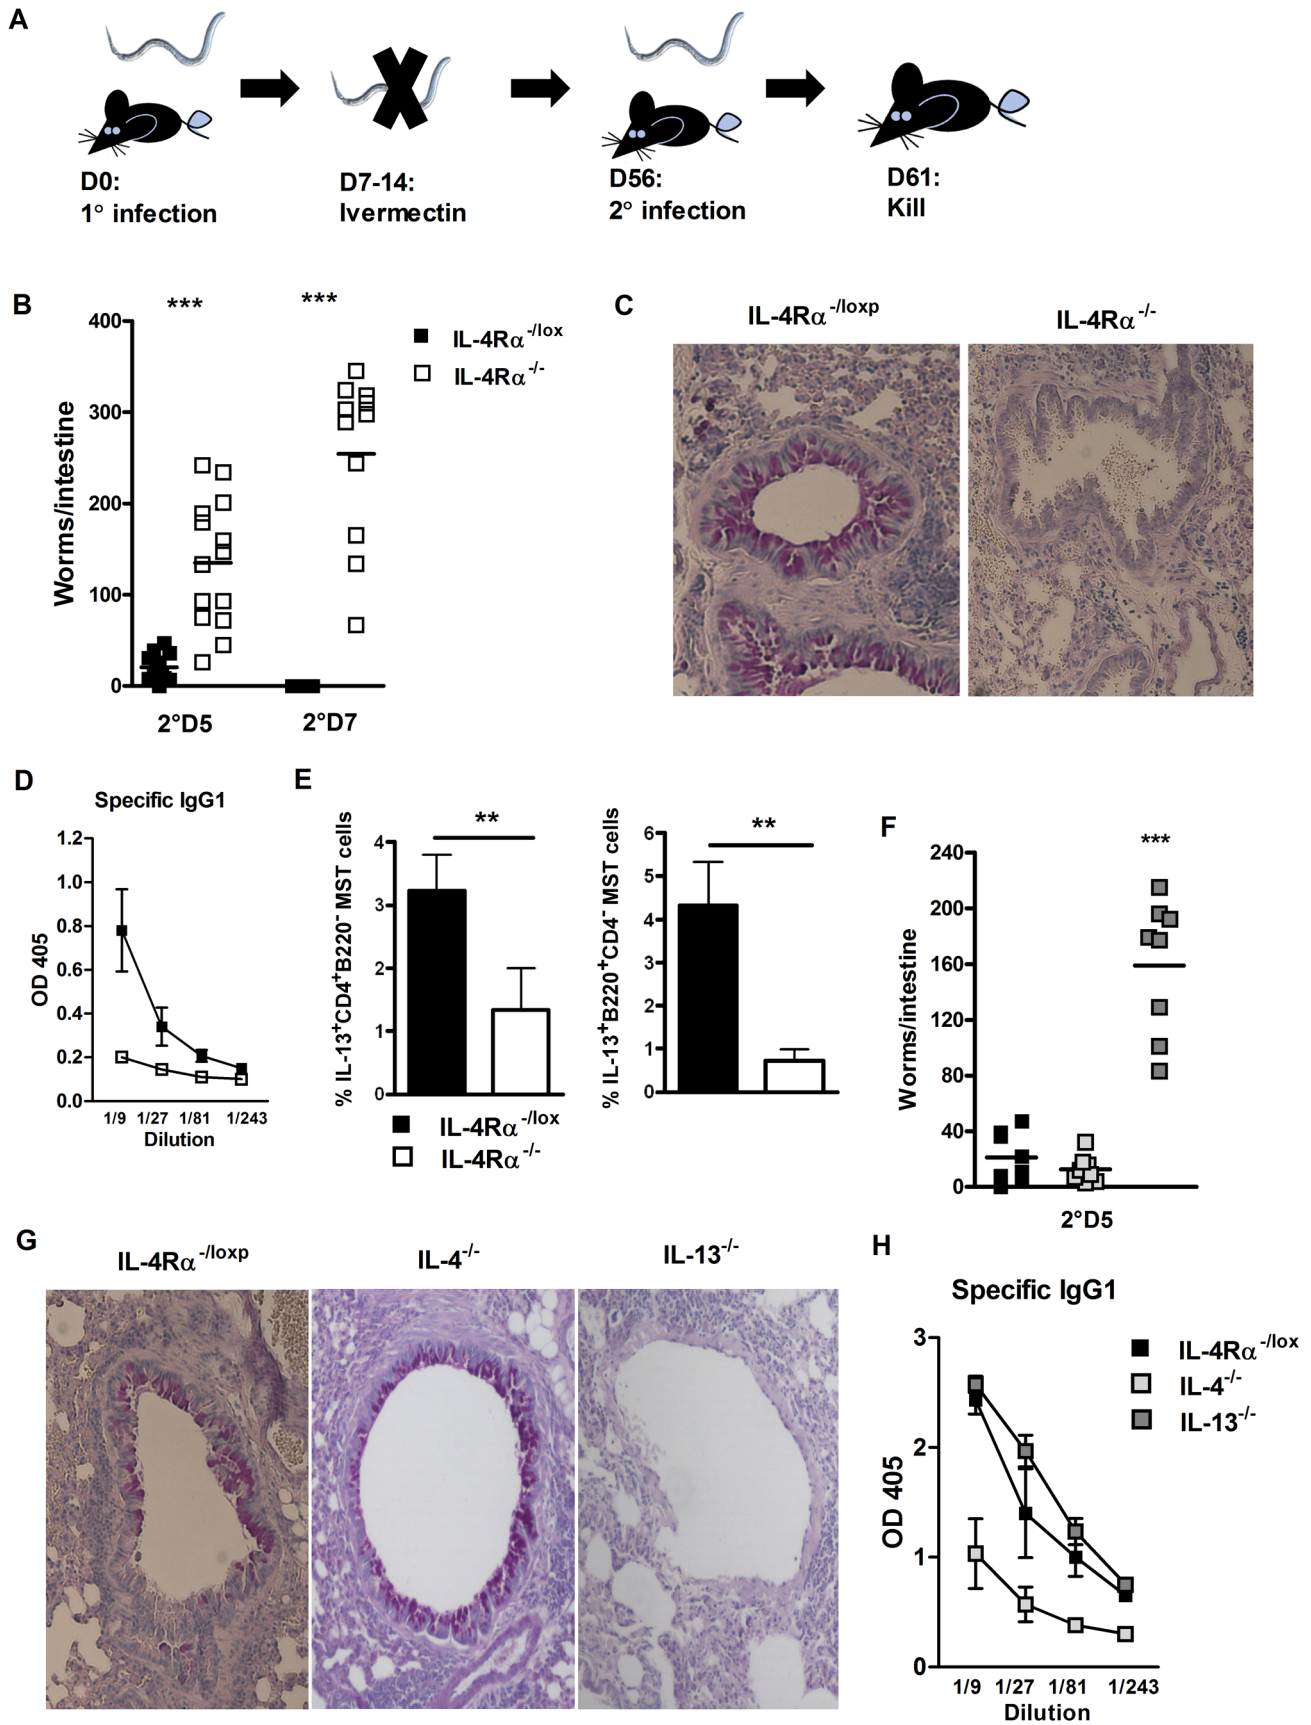 A
D0:
1° infection
D7-14:
Ivermectin
D56:
2° infection
D61:
Kill
B
***
***
400
300
200
100
0
Worms/intestine
2°D5
2°D7
IL-4Rα-/lox
IL-4Rα-/-
C
IL-4Rα-/loxp
IL-4Rα-/-
D
Specific IgG1
1.2
1.0
0.8
0.6
0.4
0.2
0.0
OD 405
1/9 1/27 1/81 1/243
Dilution
E
% IL-13+CD4+B220- MST cells
4
3
2
1
0
**
% IL-13+B220+CD4- MST cells
6
5
4
3
2
1
0
**
IL-4Rα-/lox
IL-4Rα-/-
F
***
240
200
160
120
80
40
0
Worms/intestine
2°D5
G
IL-4Rα-/loxp
IL-4-/-
IL-13-/-
H
Specific IgG1
3
2
1
0
OD 405
1/9 1/27 1/81 1/243
Dilution
IL-4Rα-/lox
IL-4-/-
IL-13-/-